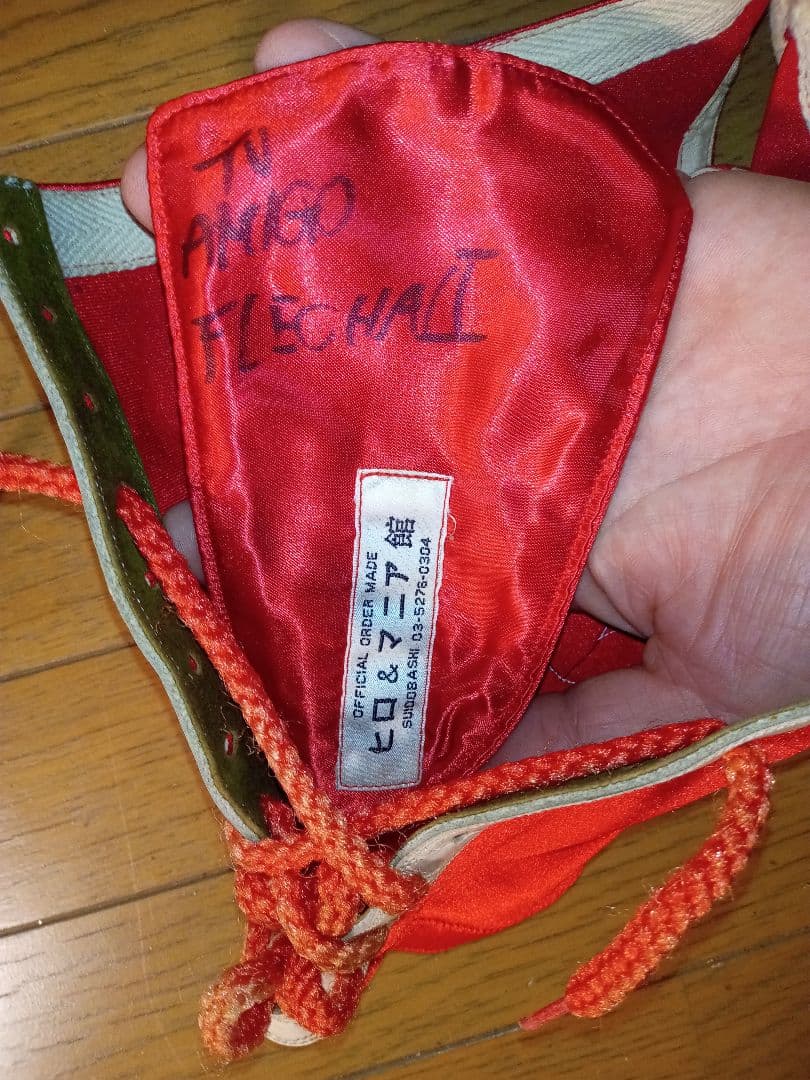 TU
AMIGO
FLECHA II
OFFICIAL ORDER MADE
ヒロ&マニア館
SUIDOBASHI 03-5276-0304